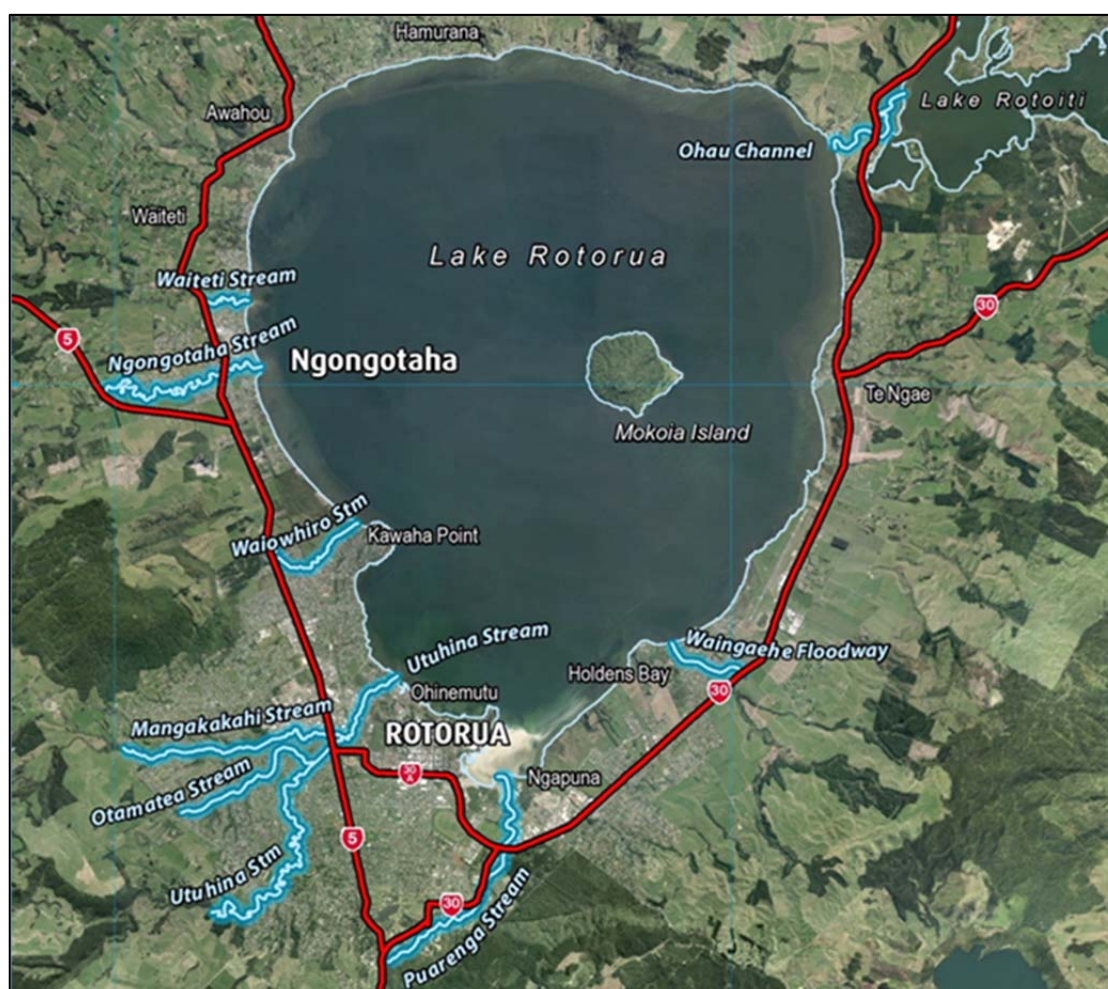 Hamurana
Lake Rotoiti
Awahou
Ohau Channel
Waiteti
Lake Rotorua
Waiteti Stream
30
5
Ngongotaha Stream
Ngongotaha
Te Ngae
Mokoia Island
Waiowhiro Stm
Kawaha Point
Utuhina Stream
Waingaehe Floodway
Holdens Bay
Ohinemutu
30
Mangakakahi Stream
ROTORUA
Otamatea Stream
30
A
Ngapuna
5
Utuhina Stm
30
Puarenga Stream